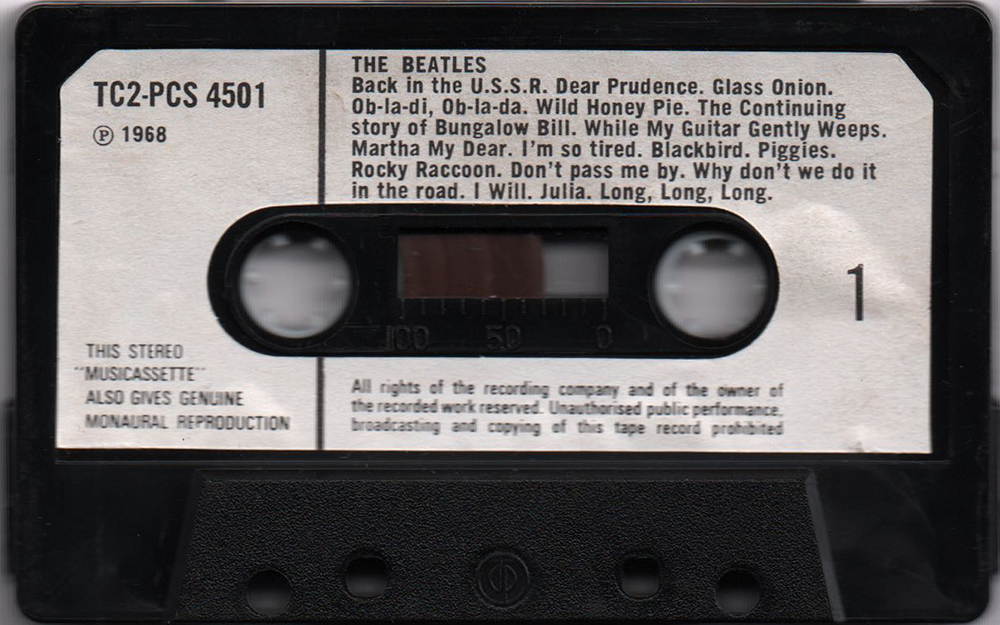 TC2-PCS 4501
℗ 1968
THE BEATLES
Back in the U.S.S.R. Dear Prudence. Glass Onion.
Ob-la-di, Ob-la-da. Wild Honey Pie. The Continuing
story of Bungalow Bill. While My Guitar Gently Weeps.
Martha My Dear. I'm so tired. Blackbird. Piggies.
Rocky Raccoon. Don't pass me by. Why don't we do it
in the road. I Will. Julia. Long, Long, Long.
1
100 50 0
THIS STEREO
"MUSICASSETTE"
ALSO GIVES GENUINE
MONAURAL REPRODUCTION
All rights of the recording company and of the owner of
the recorded work reserved. Unauthorised public performance,
broadcasting and copying of this tape record prohibited